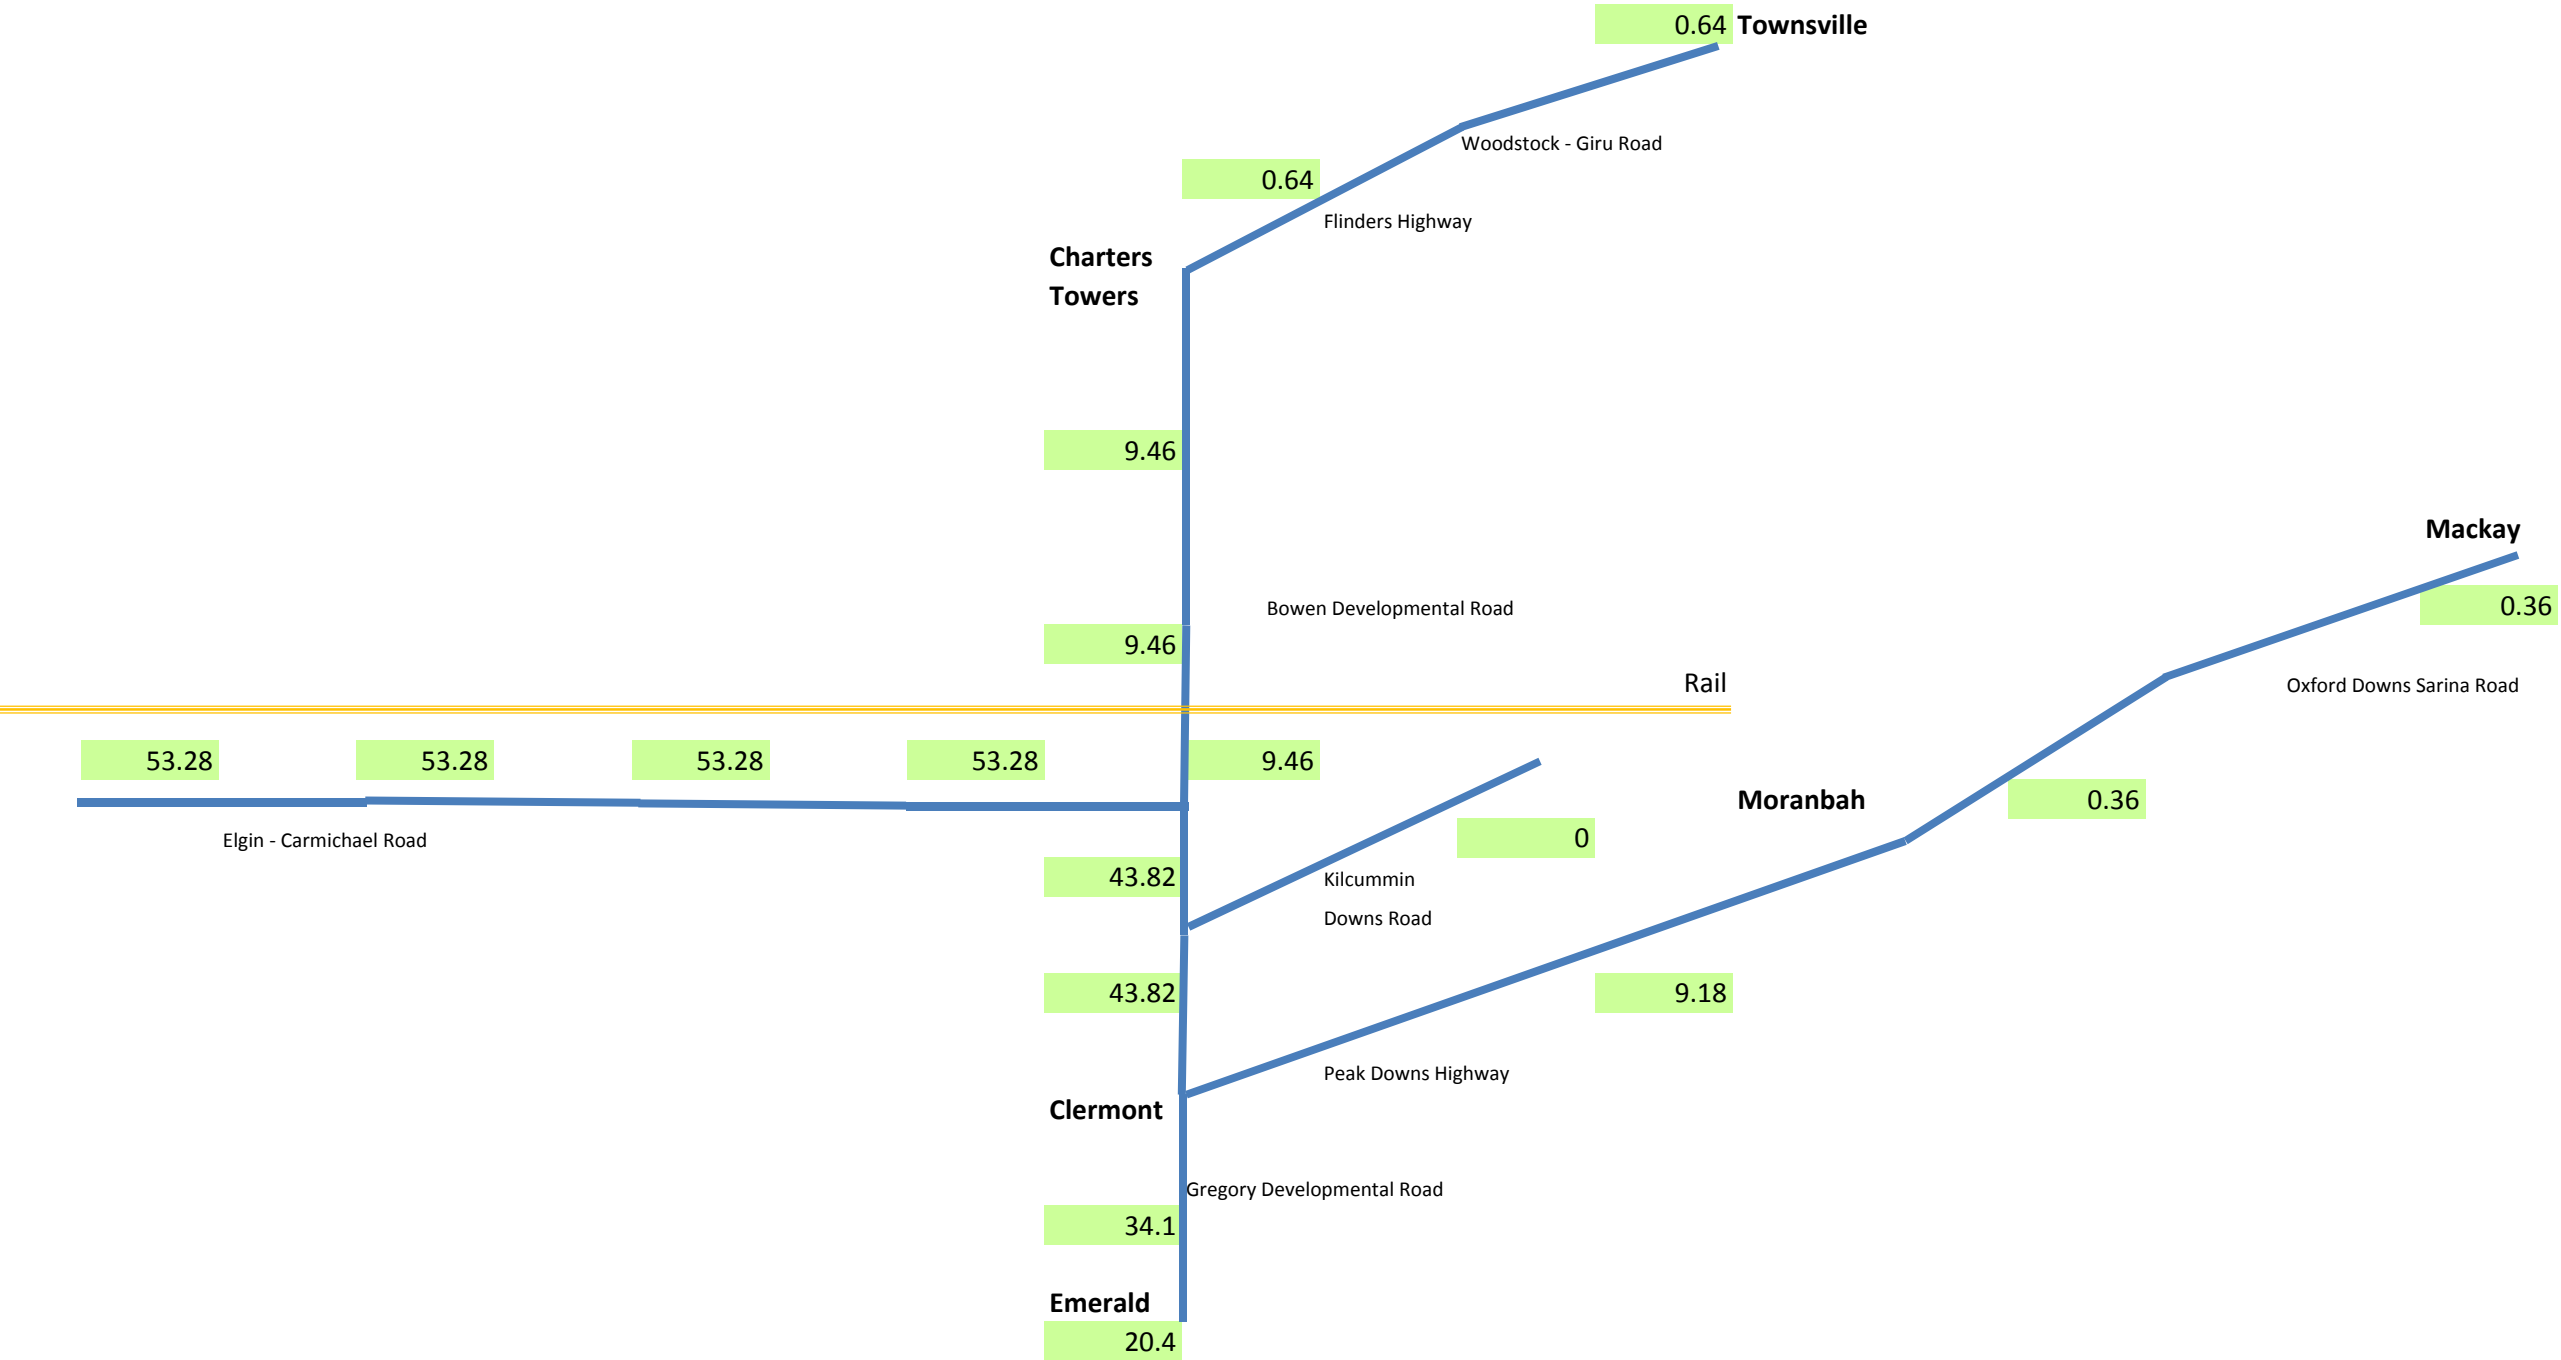 0.64 Townsville
Woodstock - Giru Road
0.64
Flinders Highway
Charters
Towers
9.46
Mackay
Bowen Developmental Road
0.36
9.46
Rail
Oxford Downs Sarina Road
53.28 53.28 53.28 53.28 9.46
Moranbah 0.36
Elgin - Carmichael Road
0
43.82
Kilcummin
Downs Road
43.82
9.18
Peak Downs Highway
Clermont
Gregory Developmental Road
34.1
Emerald
20.4